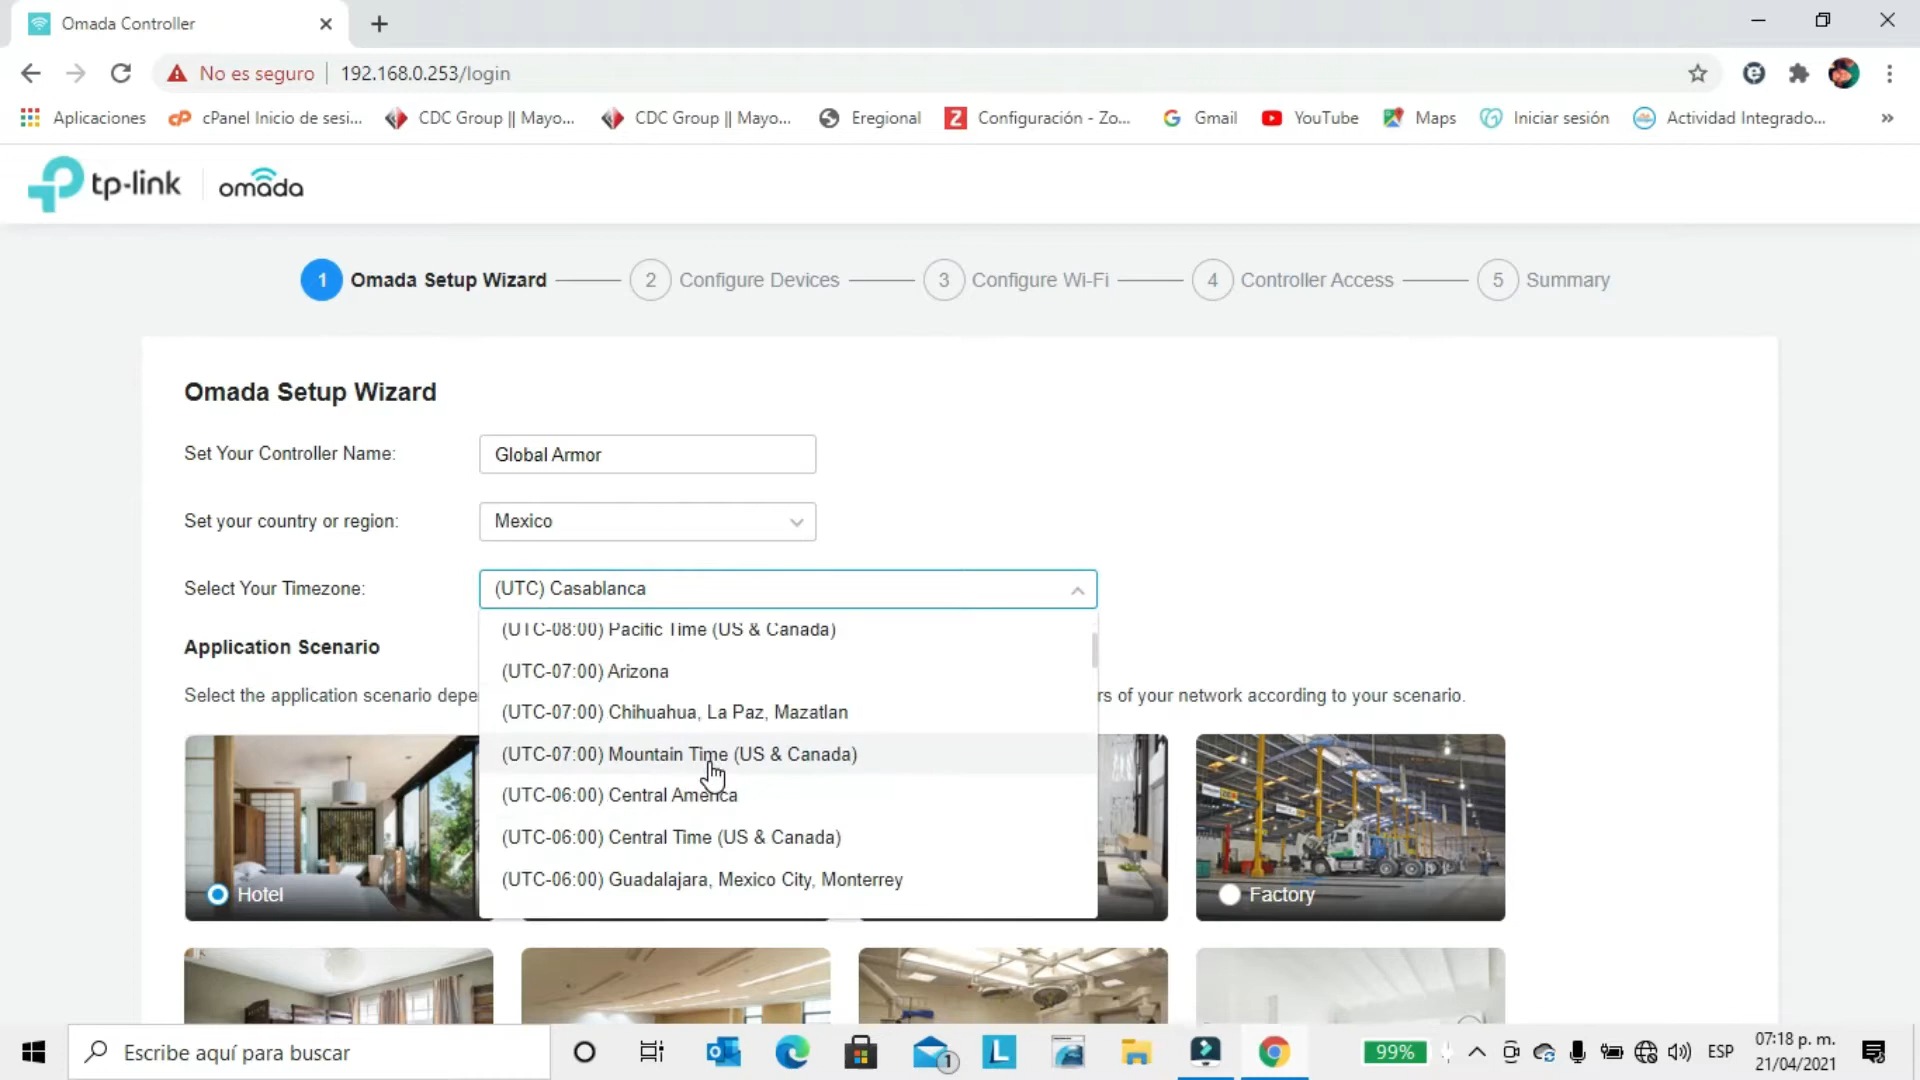 Omada Controller
No es seguro
192.168.0.253/login
Aplicaciones
cPanel Inicio de sesi...
CDC Group || Mayo...
CDC Group || Mayo...
Eregional
Configuración - Zo...
Gmail
YouTube
Maps
Iniciar sesión
Actividad Integrado...
»
tp-link
omada
1 Omada Setup Wizard
2 Configure Devices
3 Configure Wi-Fi
4 Controller Access
5 Summary
Omada Setup Wizard
Set Your Controller Name:
Global Armor
Set your country or region:
Mexico
Select Your Timezone:
(UTC) Casablanca
(UTC-08:00) Pacific Time (US & Canada)
Application Scenario
(UTC-07:00) Arizona
Select the application scenario depe
rs of your network according to your scenario.
(UTC-07:00) Chihuahua, La Paz, Mazatlan
(UTC-07:00) Mountain Time (US & Canada)
(UTC-06:00) Central America
(UTC-06:00) Central Time (US & Canada)
(UTC-06:00) Guadalajara, Mexico City, Monterrey
Hotel
Factory
Escribe aquí para buscar
1
L
99%
ESP
07:18 p. m.
21/04/2021